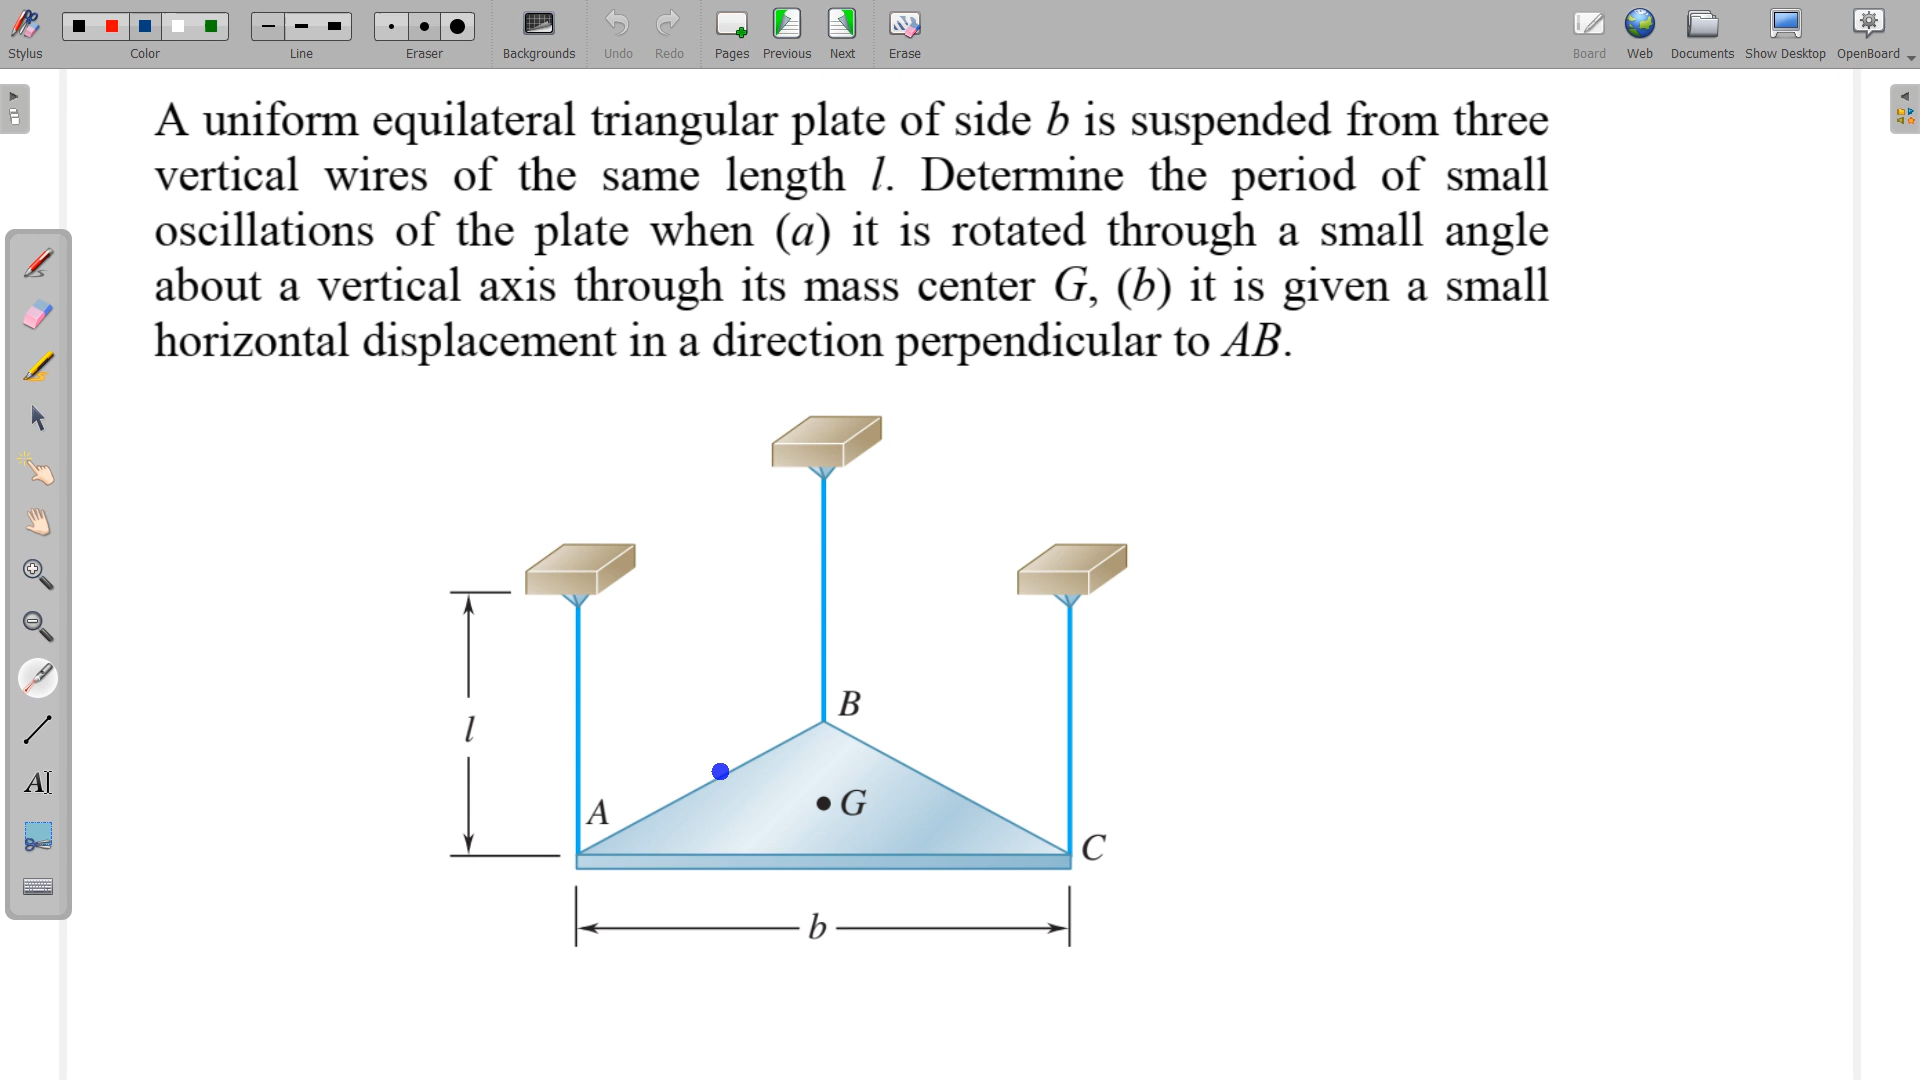 Stylus Color Line Eraser Backgrounds Undo Redo Pages Previous Next Erase Board Web Documents Show Desktop OpenBoard
A uniform equilateral triangular plate of side b is suspended from three
vertical wires of the same length l. Determine the period of small
oscillations of the plate when (a) it is rotated through a small angle
about a vertical axis through its mass center G, (b) it is given a small
horizontal displacement in a direction perpendicular to AB.
B
l
A
G
C
b
AI